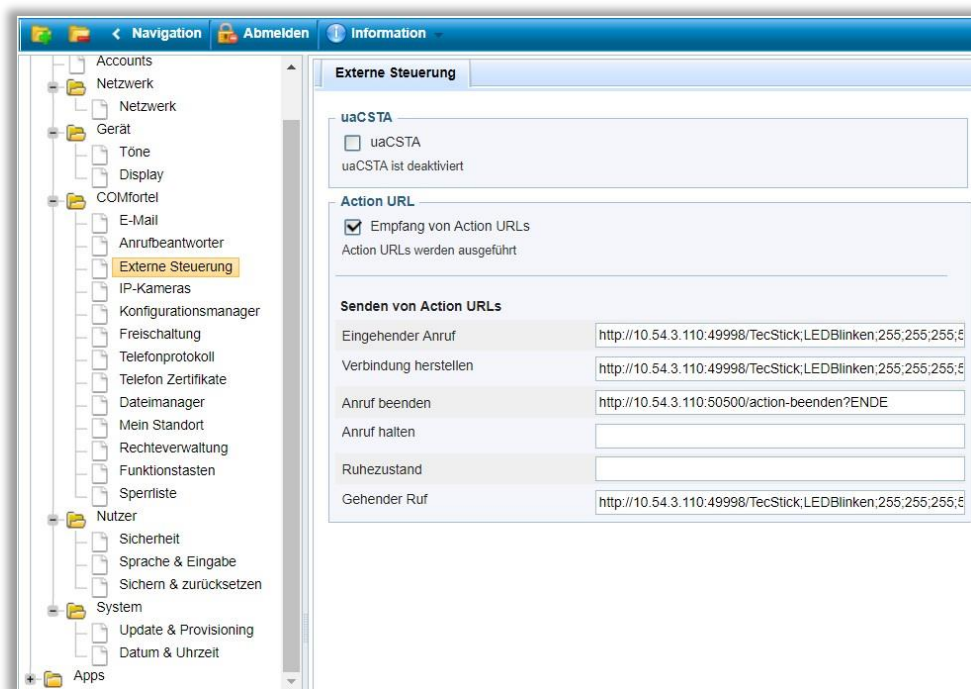 Navigation Abmelden Information
Accounts
Netzwerk
Netzwerk
Gerät
Töne
Display
COMfortel
E-Mail
Anrufbeantworter
Externe Steuerung
IP-Kameras
Konfigurationsmanager
Freischaltung
Telefonprotokoll
Telefon Zertifikate
Dateimanager
Mein Standort
Rechteverwaltung
Funktionstasten
Sperrliste
Nutzer
Sicherheit
Sprache & Eingabe
Sichern & zurücksetzen
System
Update & Provisioning
Datum & Uhrzeit
Apps
Externe Steuerung
uaCSTA
uaCSTA
uaCSTA ist deaktiviert
Action URL
Empfang von Action URLs
Action URLs werden ausgeführt
Senden von Action URLs
Eingehender Anruf http://10.54.3.110:49998/TecStick;LEDBlinken;255;255;255;5
Verbindung herstellen http://10.54.3.110:49998/TecStick;LEDBlinken;255;255;255;5
Anruf beenden http://10.54.3.110:50500/action-beenden?ENDE
Anruf halten
Ruhezustand
Gehender Ruf http://10.54.3.110:49998/TecStick;LEDBlinken;255;255;255;5